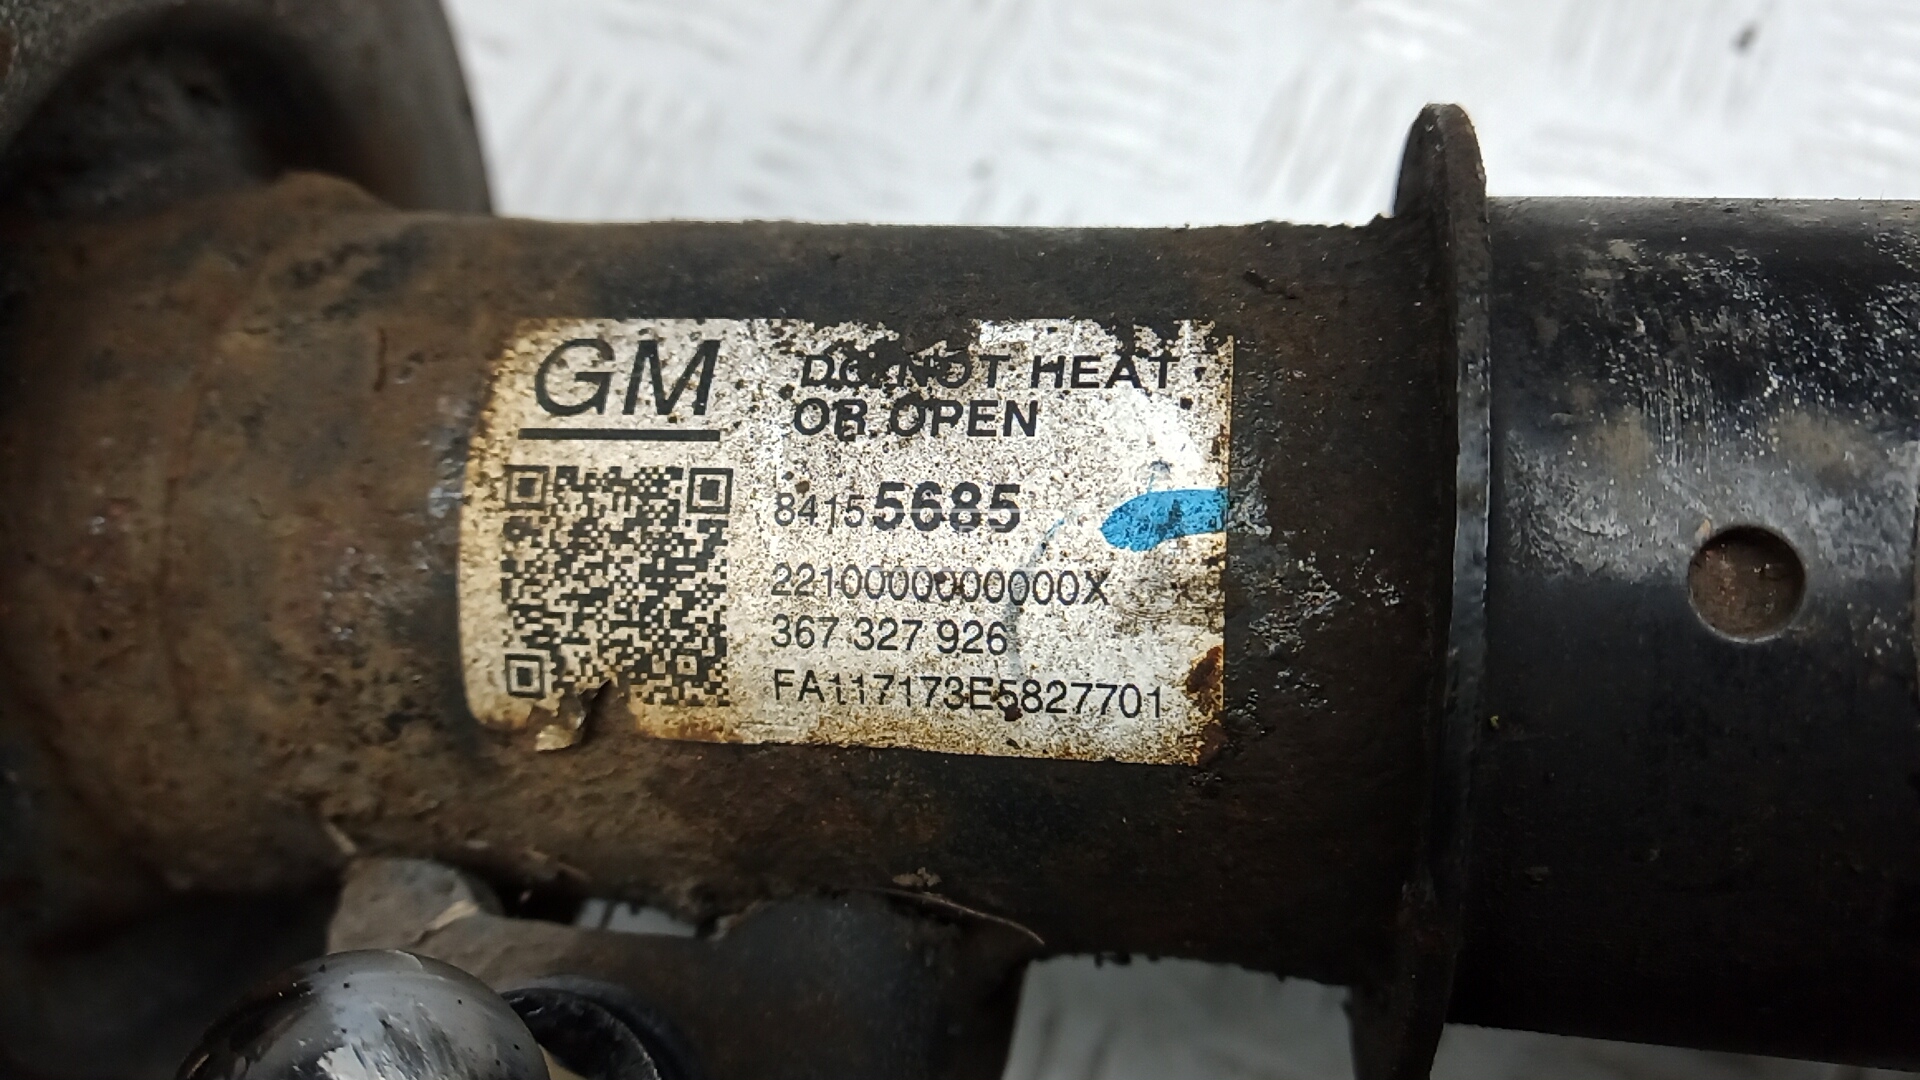 GM
DO NOT HEAT
OR OPEN
84155685
2210000000000X
367 327 926
FA117173E5827701